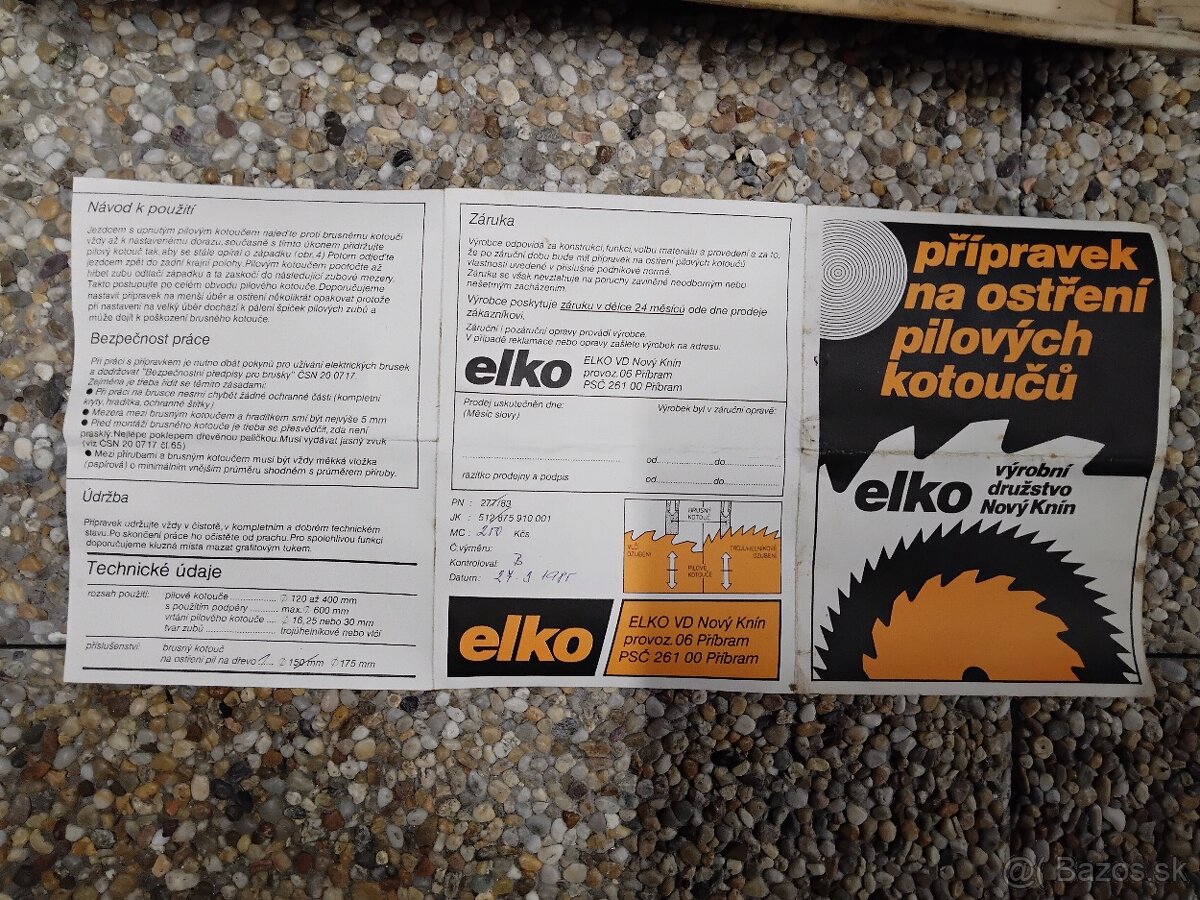 Návod k použití
Jezdcem s upnutým pilovým kotoučem najeďte proti brusnému kotouči
vždy až k nastavenému dorazu, současně s tímto úkonem přidržujte
pilový kotouč tak, aby se stále opíral o západku (obr. 4) Potom odjeďte
jezdcem zpět do zadní krajní polohy. Pilovým kotoučem pootočte až
hřbet zubu odtlačí západku a ta zaskočí do následující zubové mezery.
Takto postupujte po celém obvodu pilového kotouče. Doporučujeme
nastavit přípravek na menší úběr a ostření několikrát opakovat protože
při nastavení na velký úběr dochází k pálení špiček pilových zubů a
může dojít k poškození brusného kotouče.
Bezpečnost práce
Při práci s přípravkem je nutno dbát pokynů pro užívání elektrických brusek
a dodržovat "Bezpečnostní předpisy pro brusky" ČSN 20 0717.
Zejména je třeba řídit se těmito zásadami:
● Při práci na brusce nesmí chybět žádné ochranné části (kompletní
kryty, hradítka, ochranné štítky)
● Mezera mezi brusným kotoučem a hradítkem smí být nejvýše 5 mm
● Před montáží brusného kotouče je třeba se přesvědčit, zda není
prasklý. Nejlépe poklepem dřevěnou paličkou. Musí vydávat jasný zvuk
(viz ČSN 20 0717 čl. 65)
● Mezi přírubami a brusným kotoučem musí být vždy měkká vložka
(papírová) o minimálním vnějším průměru shodném s průměrem příruby.
Údržba
Přípravek udržujte vždy v čistotě, v kompletním a dobrém technickém
stavu. Po skončení práce ho očistěte od prachu. Pro spolehlivou funkci
doporučujeme kluzná místa mazat grafitovým tukem.
Technické údaje
rozsah použití: pilové kotouče ............ ∅ 120 až 400 mm
s použitím podpěry .......... max. ∅ 600 mm
vrtání pilového kotouče .... ∅ 16, 25 nebo 30 mm
tvar zubů .................. trojúhelníkové nebo vlčí
příslušenství: brusný kotouč
na ostření pil na dřevo ... ∅ 150 mm ∅ 175 mm
Záruka
Výrobce odpovídá za konstrukci, funkci, volbu materiálu a provedení a za to,
že po záruční dobu bude mít přípravek na ostření pilových kotoučů
vlastnosti uvedené v příslušné podnikové normě.
Záruka se však nevztahuje na poruchy zaviněné neodborným nebo
nešetrným zacházením.
Výrobce poskytuje záruku v délce 24 měsíců ode dne prodeje
zákazníkovi.
Záruční i pozáruční opravy provádí výrobce.
V případě reklamace nebo opravy zašlete výrobek na adresu:
elko
ELKO VD Nový Knín
provoz. 06 Příbram
PSČ 261 00 Příbram
Prodej uskutečněn dne:
(Měsíc slovy)
Výrobek byl v záruční opravě:
od..................do..................
razítko prodejny a podpis
od..................do..................
PN : 277/83
JK : 512 875 910 001
MC : 250 Kčs
Č. výměru:
Kontroloval: B
Datum: 27. 9 1985
BRUSNÝ
KOTOUČ
VLČÍ
OZUBENÍ
TROJÚHELNÍKOVÉ
OZUBENÍ
PILOVÉ
KOTOUČE
elko
ELKO VD Nový Knín
provoz. 06 Příbram
PSČ 261 00 Příbram
přípravek
na ostření
pilových
kotoučů
elko
výrobní
družstvo
Nový Knín
Bazos.sk